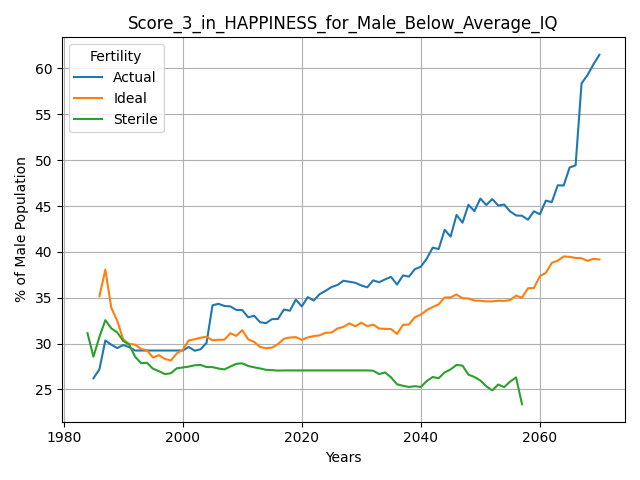 Score_3_in_HAPPINESS_for_Male_Below_Average_IQ
Fertility
Actual
Ideal
Sterile
% of Male Population
60
55
50
45
40
35
30
25
1980
2000
2020
2040
2060
Years